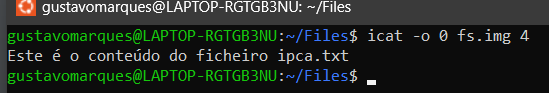 gustavomarques@LAPTOP-RGTGB3NU: ~/Files
gustavomarques@LAPTOP-RGTGB3NU:~/Files$ icat -o 0 fs.img 4
Este é o conteúdo do ficheiro ipca.txt
gustavomarques@LAPTOP-RGTGB3NU:~/Files$